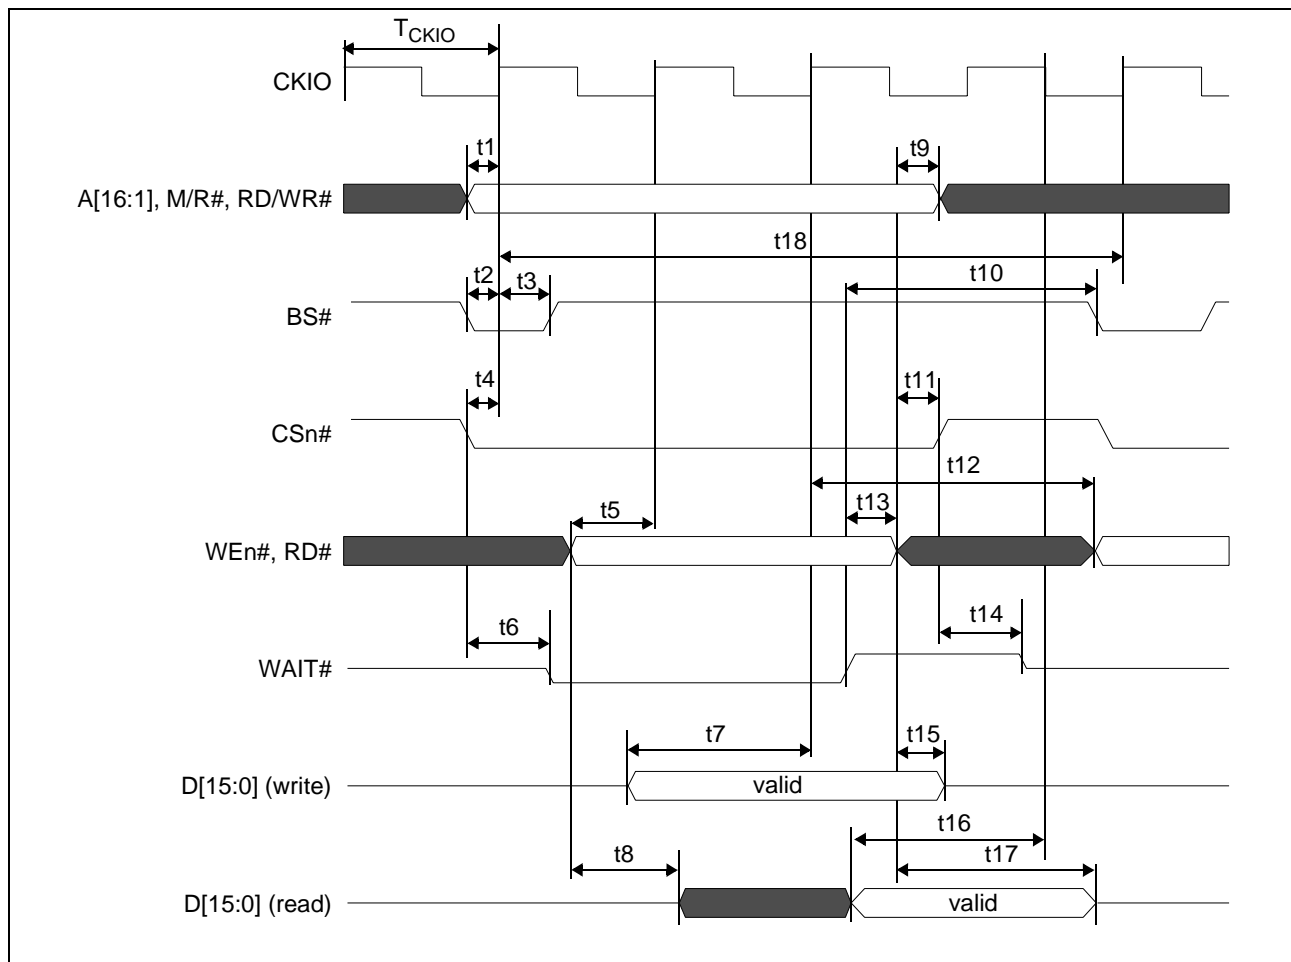 TCKIO
CKIO
t1
t9
A[16:1], M/R#, RD/WR#
t18
t2
t3
t10
BS#
t4
t11
CSn#
t12
t13
t5
WEn#, RD#
t6
t14
WAIT#
t7
t15
D[15:0] (write)
valid
t16
t8
t17
D[15:0] (read)
valid